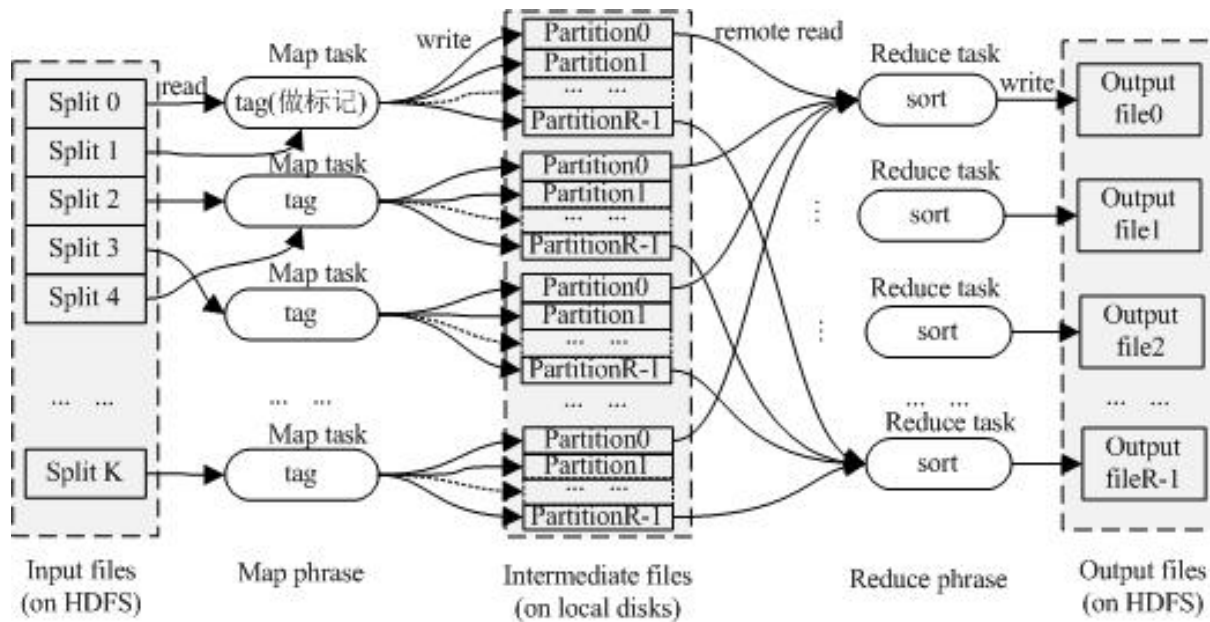 Input files
(on HDFS)
Split 0
Split 1
Split 2
Split 3
Split 4
... ...
Split K
read
Map phrase
Map task
tag(做标记)
Map task
tag
Map task
tag
... ...
Map task
tag
write
Intermediate files
(on local disks)
Partition0
Partition1
... ...
PartitionR-1
Partition0
Partition1
... ...
PartitionR-1
Partition0
Partition1
... ...
PartitionR-1
... ...
Partition0
Partition1
... ...
PartitionR-1
remote read
Reduce phrase
Reduce task
sort
Reduce task
sort
Reduce task
sort
... ...
Reduce task
sort
write
Output files
(on HDFS)
Output
file0
Output
file1
Output
file2
... ...
Output
fileR-1